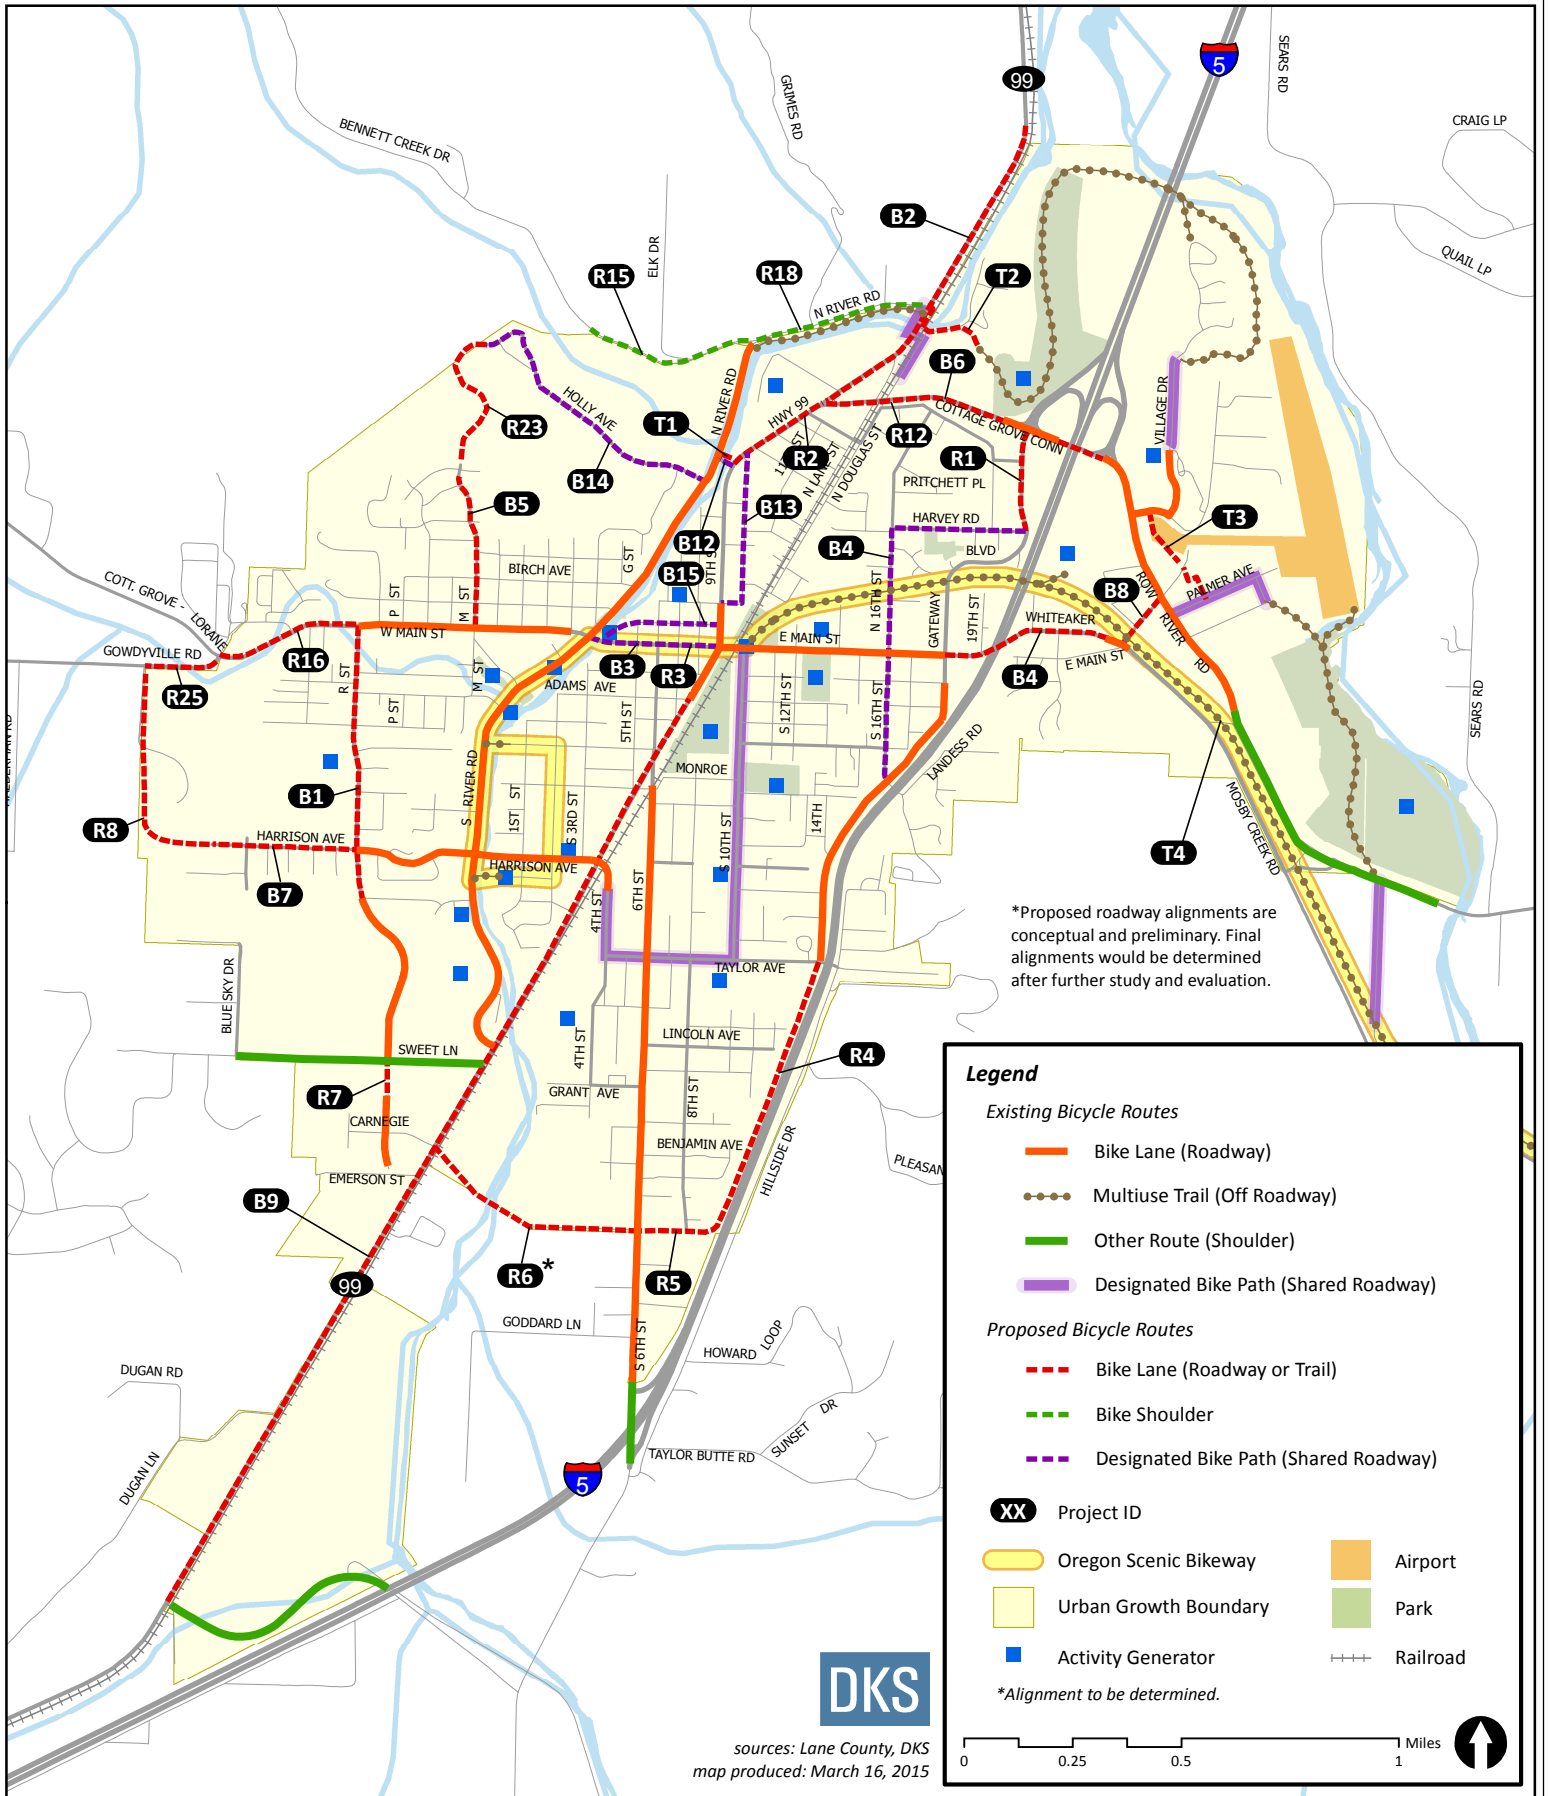 5
SEARS RD
99
CRAIG LP
GRIMES RD
BENNETT CREEK DR
B2
QUAIL LP
ELK DR
R15
R18
T2
N RIVER RD
B6
HOLLY AVE
N RIVER RD
HWY 99
COTTAGE GROVE CONN
VILLAGE DR
R23
T1
R12
R2
R1
N LANE ST
N DOUGLAS ST
B14
PRITCHETT PL
B5
B13
HARVEY RD
T3
B12
B4
BLVD
G ST
BIRCH AVE
B15
COTT. GROVE - LORANE
P ST
M ST
N 16TH ST
GATEWAY
19TH ST
B8
ROW RIVER RD
PALMER AVE
W MAIN ST
E MAIN ST
WHITEAKER
GOWDYVILLE RD
R16
B3
R3
B4
E MAIN ST
R25
R ST
M ST
ADAMS AVE
P ST
5TH ST
S 12TH ST
S 16TH ST
SEARS RD
LANDESS RD
MONROE
S RIVER RD
B1
1ST ST
S 3RD ST
14TH
MOSBY CREEK RD
R8
HARRISON AVE
S 10TH ST
T4
HARRISON AVE
B7
6TH ST
4TH ST
*Proposed roadway alignments are
conceptual and preliminary. Final
alignments would be determined
after further study and evaluation.
TAYLOR AVE
BLUE SKY DR
LINCOLN AVE
SWEET LN
4TH ST
R4
R7
GRANT AVE
8TH ST
CARNEGIE
BENJAMIN AVE
HILLSIDE DR
EMERSON ST
B9
R6 *
R5
99
GODDARD LN
S 6TH ST
HOWARD LOOP
DUGAN RD
SUNSET DR
TAYLOR BUTTE RD
DUGAN LN
5
Legend
Existing Bicycle Routes
Bike Lane (Roadway)
Multiuse Trail (Off Roadway)
Other Route (Shoulder)
Designated Bike Path (Shared Roadway)
Proposed Bicycle Routes
Bike Lane (Roadway or Trail)
Bike Shoulder
Designated Bike Path (Shared Roadway)
XX Project ID
Oregon Scenic Bikeway
Airport
Urban Growth Boundary
Park
Activity Generator
Railroad
*Alignment to be determined.
Miles
0 0.25 0.5 1
DKS
sources: Lane County, DKS
map produced: March 16, 2015